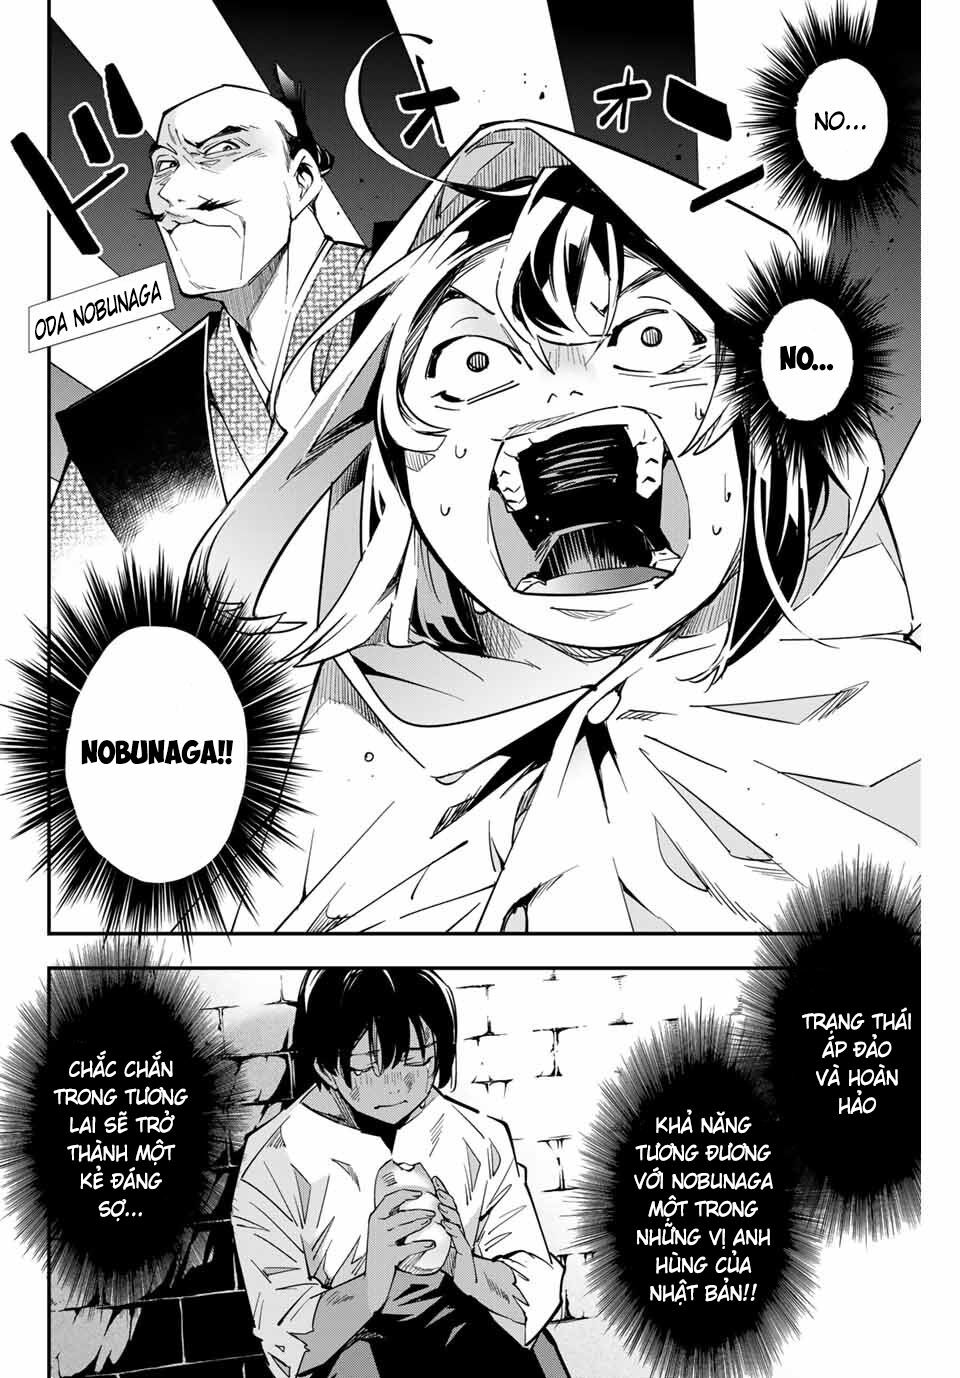 NO...
NO...
ドオオン
ODA NOBUNAGA
NOBUNAGA!!
TRẠNG THÁI
ÁP ĐẢO
VÀ HOÀN
HẢO
KHẢ NĂNG
TƯƠNG ĐƯƠNG
VỚI NOBUNAGA
MỘT TRONG
NHỮNG VỊ ANH
HÙNG CỦA
NHẬT BẢN!!
CHẮC CHẮN
TRONG TƯƠNG
LAI SẼ TRỞ
THÀNH MỘT
KẺ ĐÁNG
SỢ...